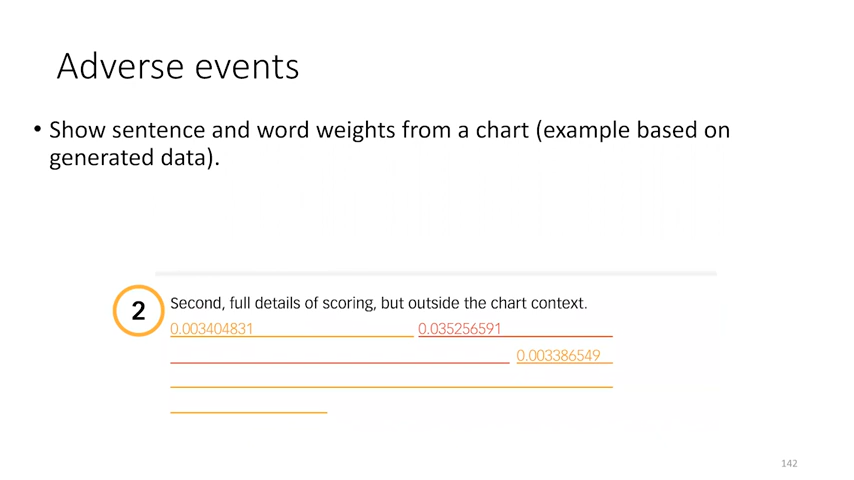 Adverse events
• Show sentence and word weights from a chart (example based on
generated data).
2
Second, full details of scoring, but outside the chart context.
0.003404831 0.035256591
0.003386549
142